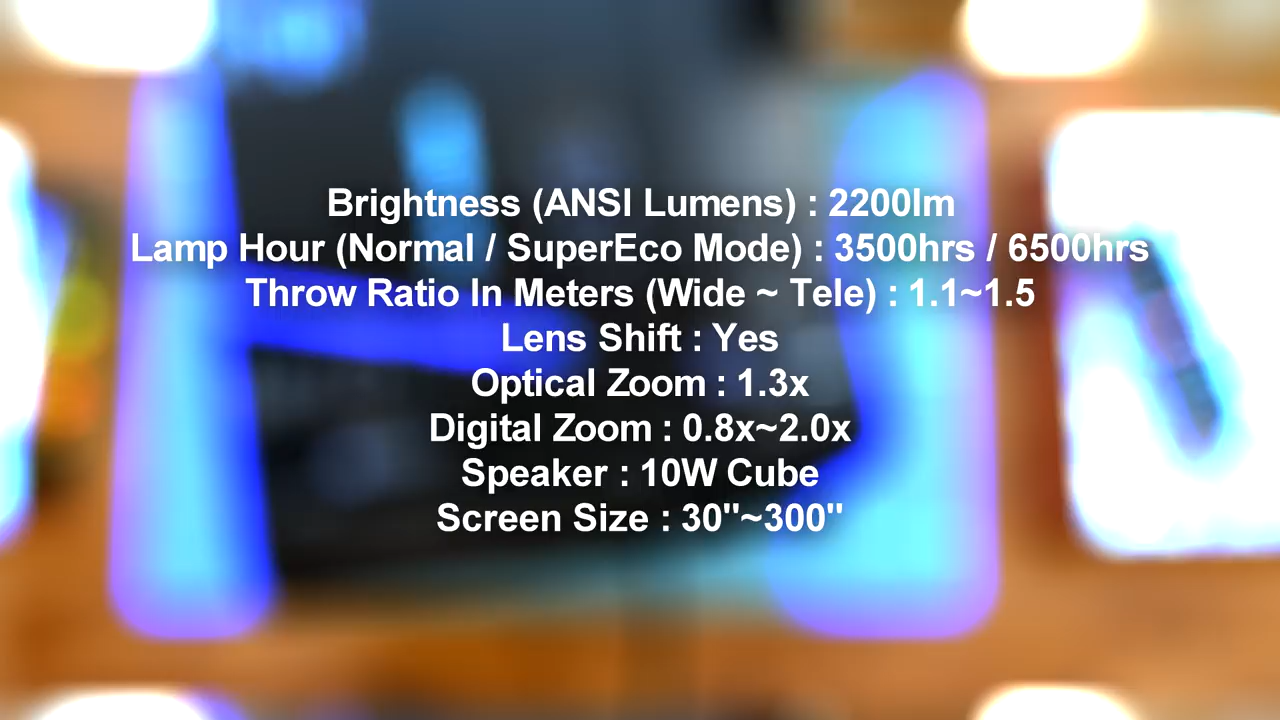 Brightness (ANSI Lumens) : 2200lm
Lamp Hour (Normal / SuperEco Mode) : 3500hrs / 6500hrs
Throw Ratio In Meters (Wide ~ Tele) : 1.1~1.5
Lens Shift : Yes
Optical Zoom : 1.3x
Digital Zoom : 0.8x~2.0x
Speaker : 10W Cube
Screen Size : 30"~300"